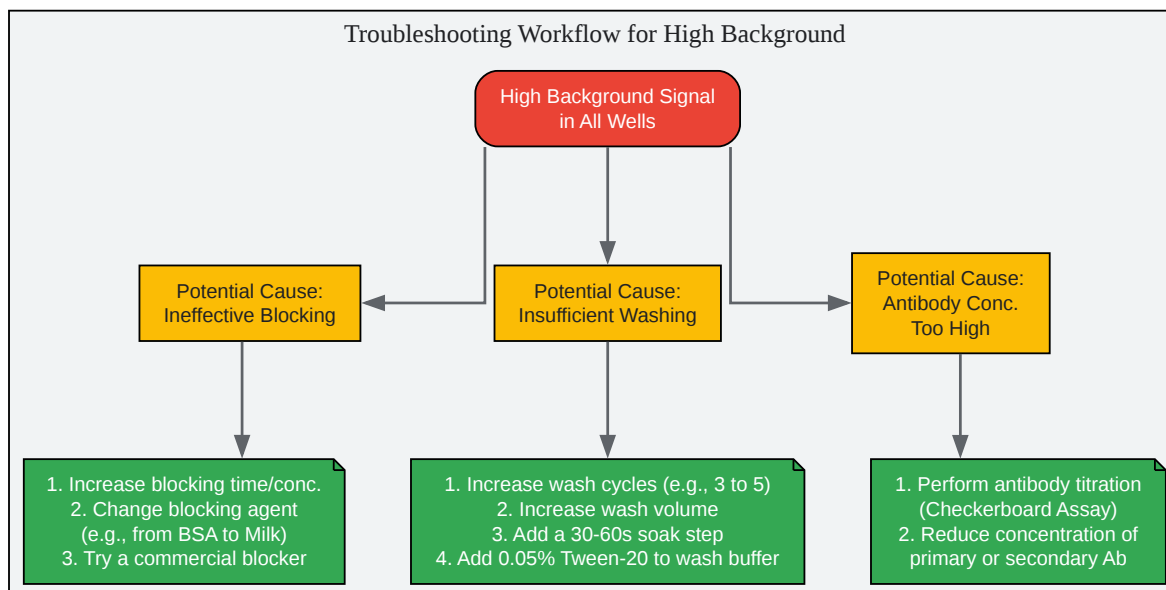 Troubleshooting Workflow for High Background
High Background Signal
in All Wells
Potential Cause:
Ineffective Blocking
Potential Cause:
Insufficient Washing
Potential Cause:
Antibody Conc.
Too High
1. Increase blocking time/conc.
2. Change blocking agent
(e.g., from BSA to Milk)
3. Try a commercial blocker
1. Increase wash cycles (e.g., 3 to 5)
2. Increase wash volume
3. Add a 30-60s soak step
4. Add 0.05% Tween-20 to wash buffer
1. Perform antibody titration
(Checkerboard Assay)
2. Reduce concentration of
primary or secondary Ab